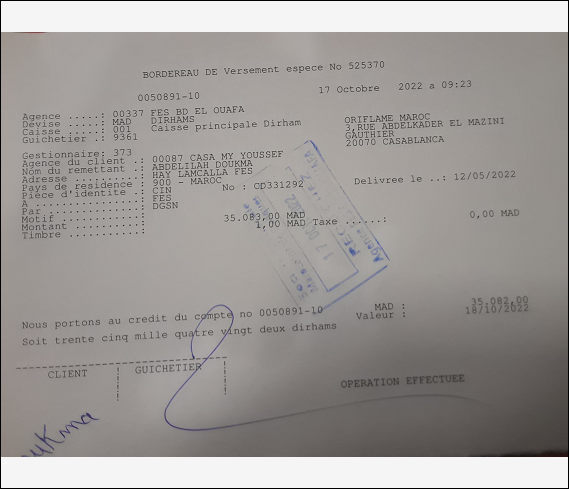 BORDEREAU DE Versement espece No 525370
0050891-10 17 Octobre 2022 a 09:23
Agence .....: 00337 FES BD EL OUAFA
Devise .....: MAD DIRHAMS
Caisse .....: 001 Caisse principale Dirham
Guichetier .: 9361
ORIFLAME MAROC
3,RUE ABDELKADER EL MAZINI
GAUTHIER
20070 CASABLANCA
Gestionnaire: 373
Agence du client .: 00087 CASA MY YOUSSEF
Nom du remettant .: ABDELILAH DOUKMA
Adresse ..........: HAY LAMCALLA FES
Pays de residence : 900 - MAROC
Pièce d'identite .: CIN No : CD331292 Delivree le ..: 12/05/2022
A ................: FES
Par ..............: DGSN
Motif ............:
Montant ..........: 35.083,00 MAD
Timbre ...........: 1,00 MAD Taxe ......: 0,00 MAD
Nous portons au credit du compte no 0050891-10 MAD : 35.082,00
Soit trente cinq mille quatre vingt deux dirhams Valeur : 18/10/2022
CLIENT GUICHETIER
OPERATION EFFECTUEE